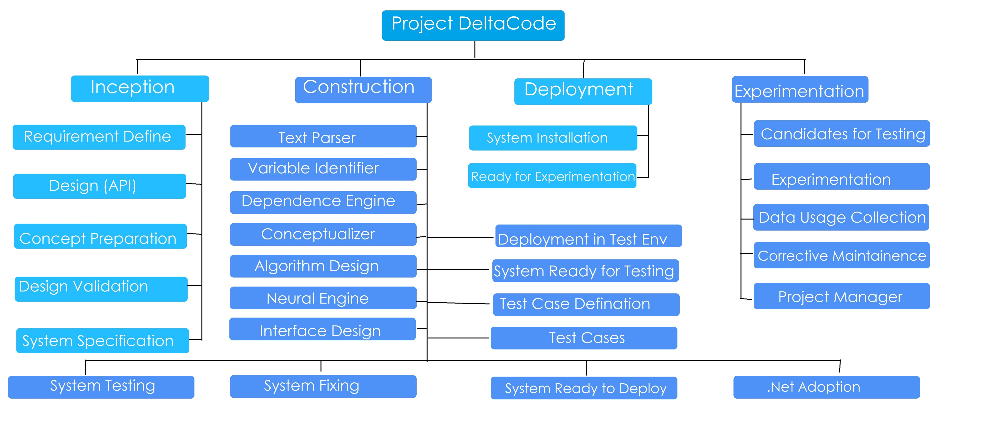 Project DeltaCode
Inception
Construction
Deployment
Experimentation
Requirement Define
Design (API)
Concept Preparation
Design Validation
System Specification
Text Parser
Variable Identifier
Dependence Engine
Conceptualizer
Algorithm Design
Neural Engine
Interface Design
System Installation
Ready for Experimentation
Deployment in Test Env
System Ready for Testing
Test Case Defination
Test Cases
Candidates for Testing
Experimentation
Data Usage Collection
Corrective Maintainence
Project Manager
System Testing
System Fixing
System Ready to Deploy
.Net Adoption